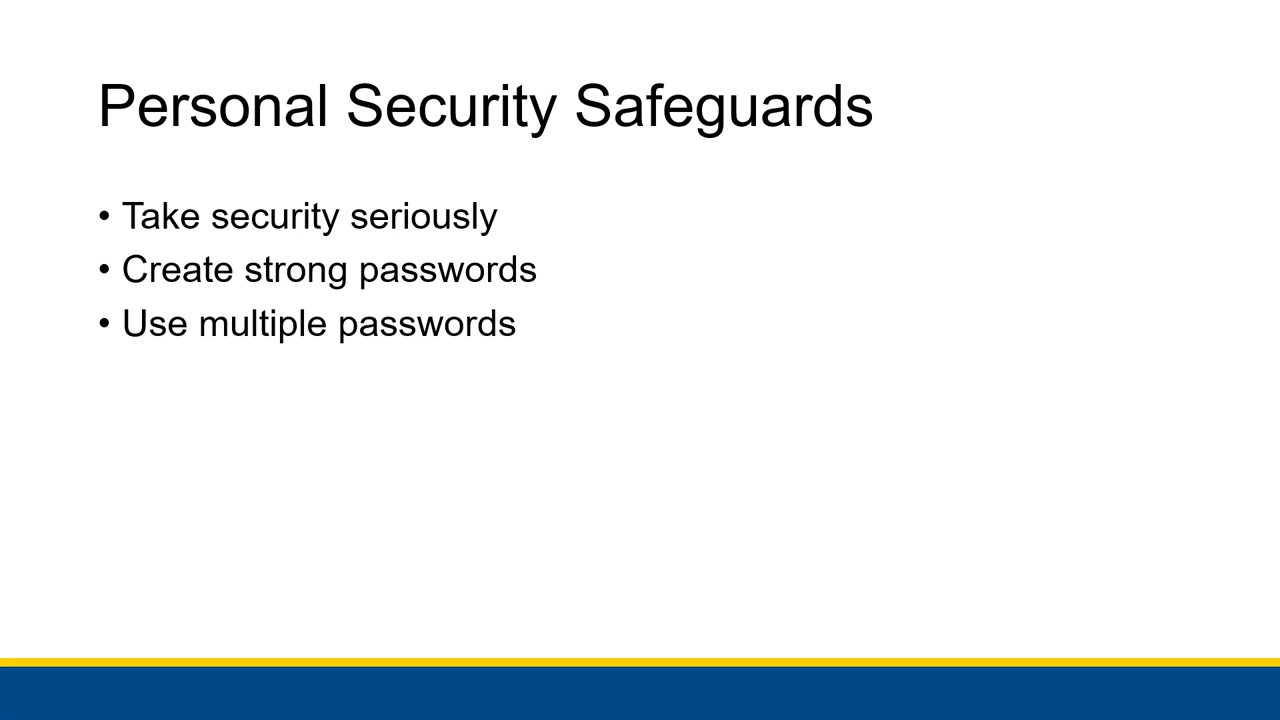 Personal Security Safeguards
• Take security seriously
• Create strong passwords
• Use multiple passwords